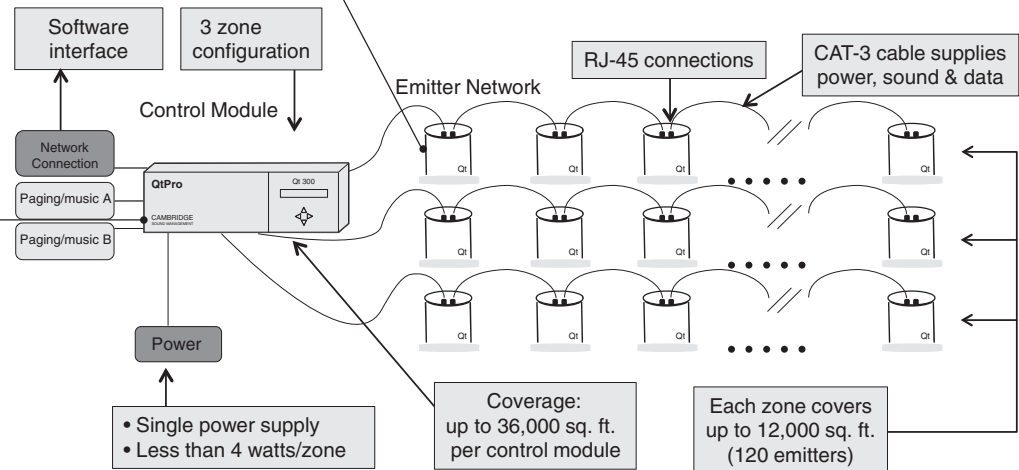 Software
interface
3 zone
configuration
Control Module
Emitter Network
RJ-45 connections
CAT-3 cable supplies
power, sound & data
Network
Connection
Paging/music A
Paging/music B
QtPro
Qt 300
CAMBRIDGE
SOUND MANAGEMENT
Qt
Qt
Qt
Qt
Qt
Qt
Qt
Qt
Qt
Qt
Qt
Qt
Power
• Single power supply
• Less than 4 watts/zone
Coverage:
up to 36,000 sq. ft.
per control module
Each zone covers
up to 12,000 sq. ft.
(120 emitters)